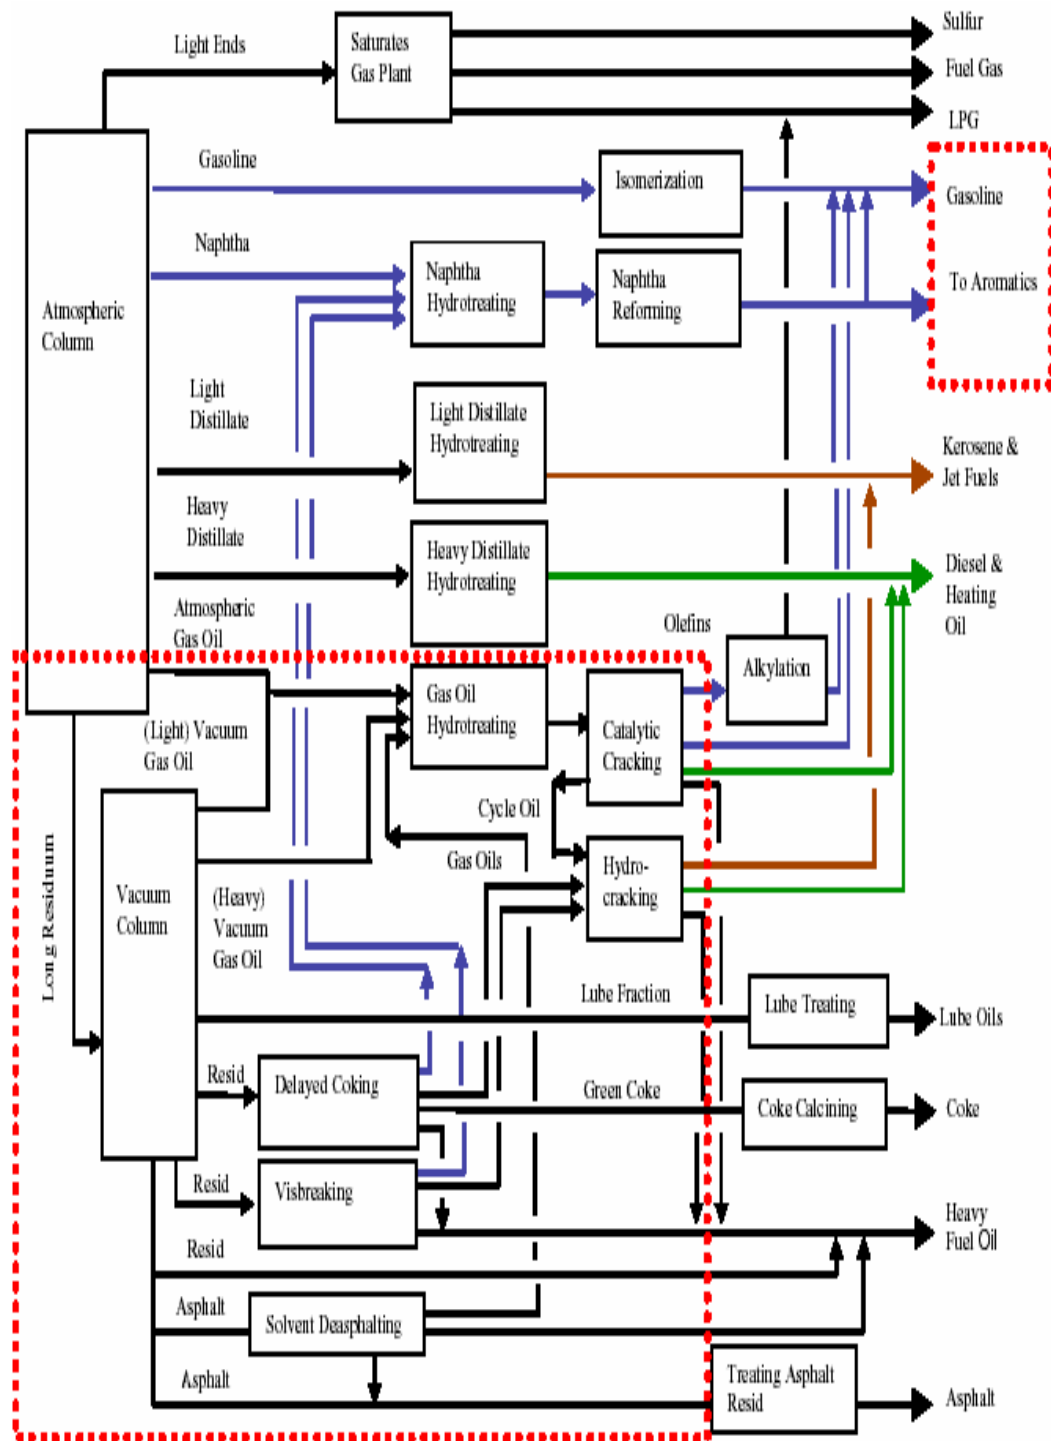 Light Ends
Saturates
Gas Plant
Sulfur
Fuel Gas
LPG
Gasoline
Isomerization
Gasoline
Naphtha
Naphtha
Hydrotreating
Naphtha
Reforming
To Aromatics
Atmospheric
Column
Light
Distillate
Light Distillate
Hydrotreating
Kerosene &
Jet Fuels
Heavy
Distillate
Heavy Distillate
Hydrotreating
Diesel &
Heating
Oil
Atmospheric
Gas Oil
Olefins
Alkylation
Gas Oil
Hydrotreating
Catalytic
Cracking
(Light) Vacuum
Gas Oil
Cycle Oil
Gas Oils
Hydro-
cracking
Long Residuum
Vacuum
Column
(Heavy)
Vacuum
Gas Oil
Lube Fraction
Lube Treating
Lube Oils
Resid
Delayed Coking
Green Coke
Coke Calcining
Coke
Resid
Visbreaking
Heavy
Fuel Oil
Resid
Asphalt
Solvent Deasphalting
Asphalt
Treating Asphalt
Resid
Asphalt